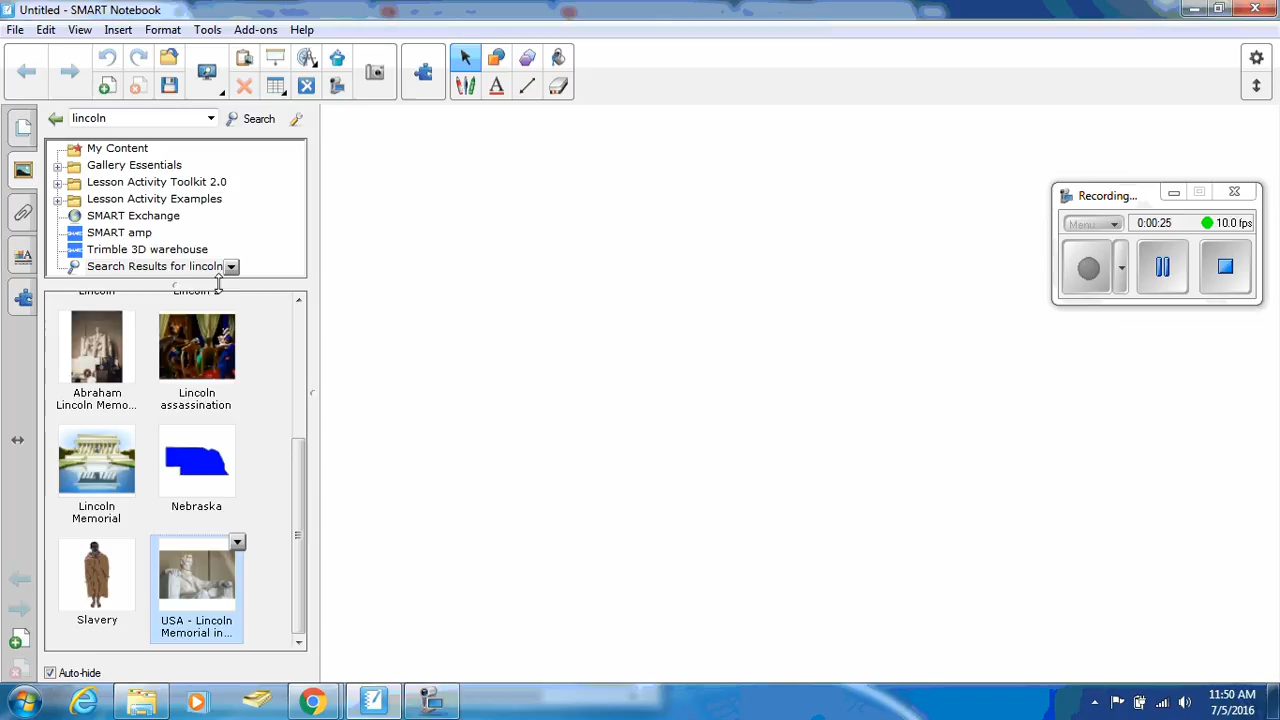 Untitled - SMART Notebook
File Edit View Insert Format Tools Add-ons Help
lincoln Search
My Content
Gallery Essentials
Lesson Activity Toolkit 2.0
Lesson Activity Examples
SMART Exchange
SMART amp
Trimble 3D warehouse
Search Results for lincoln
Lincoln Lincoln
Abraham
Lincoln Memo...
Lincoln
assassination
Lincoln
Memorial
Nebraska
Slavery
USA - Lincoln
Memorial in...
Auto-hide
Recording...
Menu 0:00:25 10.0 fps
11:50 AM
7/5/2016